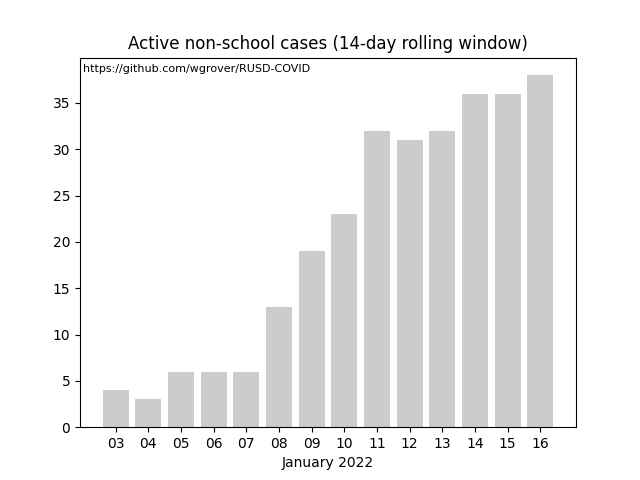 Active non-school cases (14-day rolling window)
https://github.com/wgrover/RUSD-COVID
35
30
25
20
15
10
5
0
03 04 05 06 07 08 09 10 11 12 13 14 15 16
January 2022